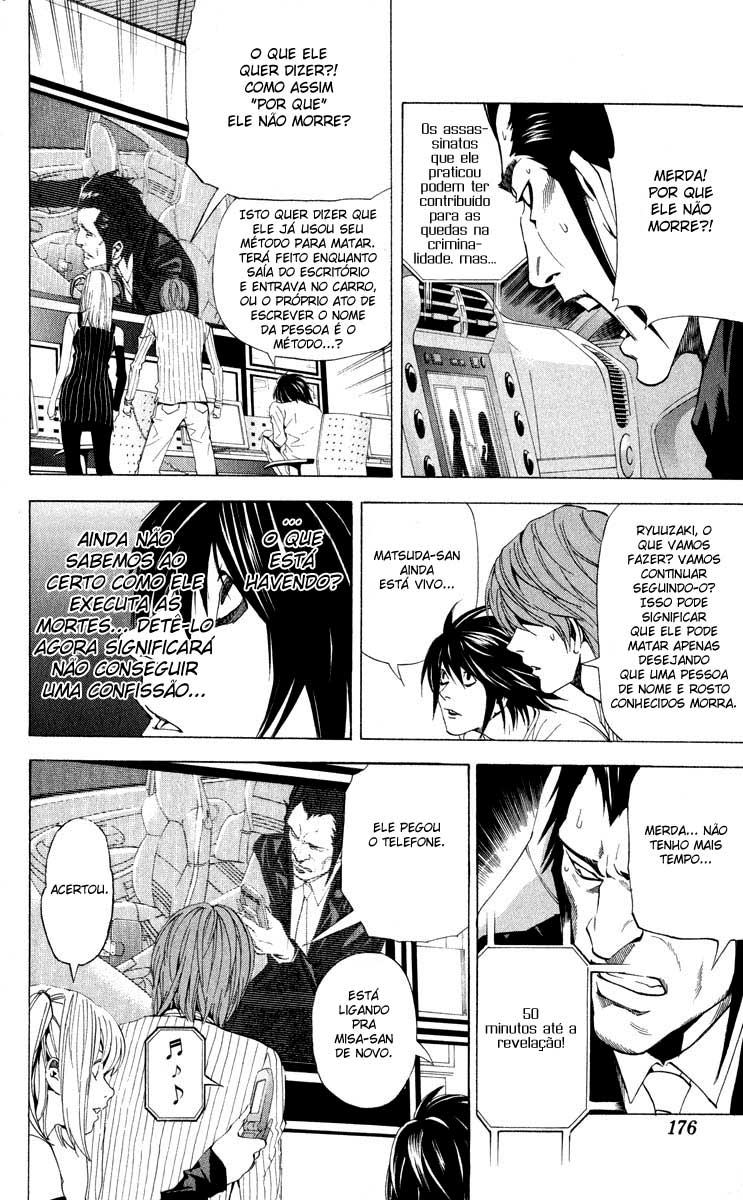 MERDA!
POR QUE
ELE NÃO
MORRE?!
Os assas-
sinatos
que ele
praticou
podem ter
contribuído
para as
quedas na
crimina-
lidade, mas...
O QUE ELE
QUER DIZER?!
COMO ASSIM
"POR QUE"
ELE NÃO MORRE?
ISTO QUER DIZER QUE
ELE JÁ USOU SEU
MÉTODO PARA MATAR.
TERÁ FEITO ENQUANTO
SAÍA DO ESCRITÓRIO
E ENTRAVA NO CARRO,
OU O PRÓPRIO ATO DE
ESCREVER O NOME
DA PESSOA É O
MÉTODO...?
RYUUZAKI, O
QUE VAMOS
FAZER? VAMOS
CONTINUAR
SEGUINDO-O?
ISSO PODE
SIGNIFICAR
QUE ELE PODE
MATAR APENAS
DESEJANDO
QUE UMA PESSOA
DE NOME E ROSTO
CONHECIDOS MORRA.
MATSUDA-SAN
AINDA
ESTÁ VIVO...
...
O QUE
ESTÁ
HAVENDO?
AINDA NÃO
SABEMOS AO
CERTO COMO ELE
EXECUTA AS
MORTES... DETÊ-LO
AGORA SIGNIFICARÁ
NÃO CONSEGUIR
UMA CONFISSÃO...
MERDA... NÃO
TENHO MAIS
TEMPO...
50
minutos até a
revelação!
ELE PEGOU
O TELEFONE.
ESTÁ
LIGANDO
PRA
MISA-SAN
DE NOVO.
ACERTOU.
176